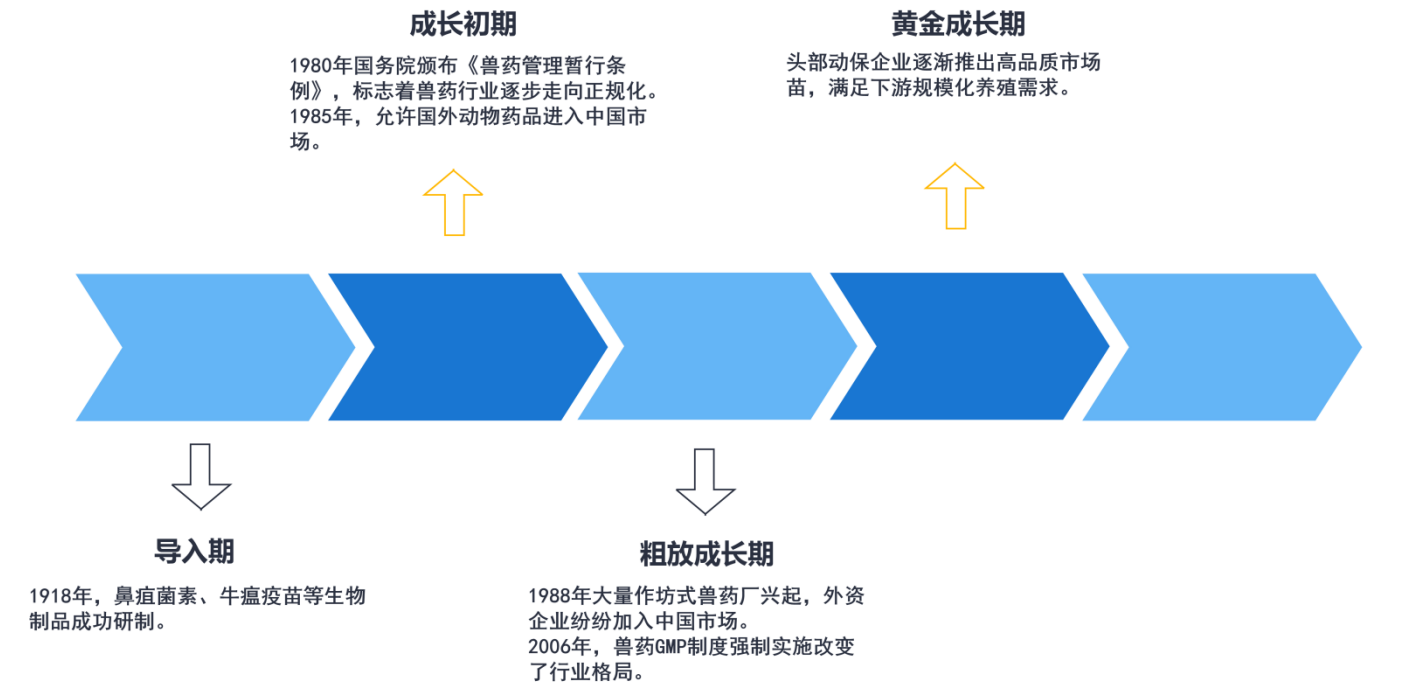 成长初期
1980年国务院颁布《兽药管理暂行条
例》，标志着兽药行业逐步走向正规化。
1985年，允许国外动物药品进入中国市
场。
黄金成长期
头部动保企业逐渐推出高品质市场
苗，满足下游规模化养殖需求。
导入期
1918年，鼻疽菌素、牛瘟疫苗等生物
制品成功研制。
粗放成长期
1988年大量作坊式兽药厂兴起，外资
企业纷纷加入中国市场。
2006年，兽药GMP制度强制实施改变
了行业格局。